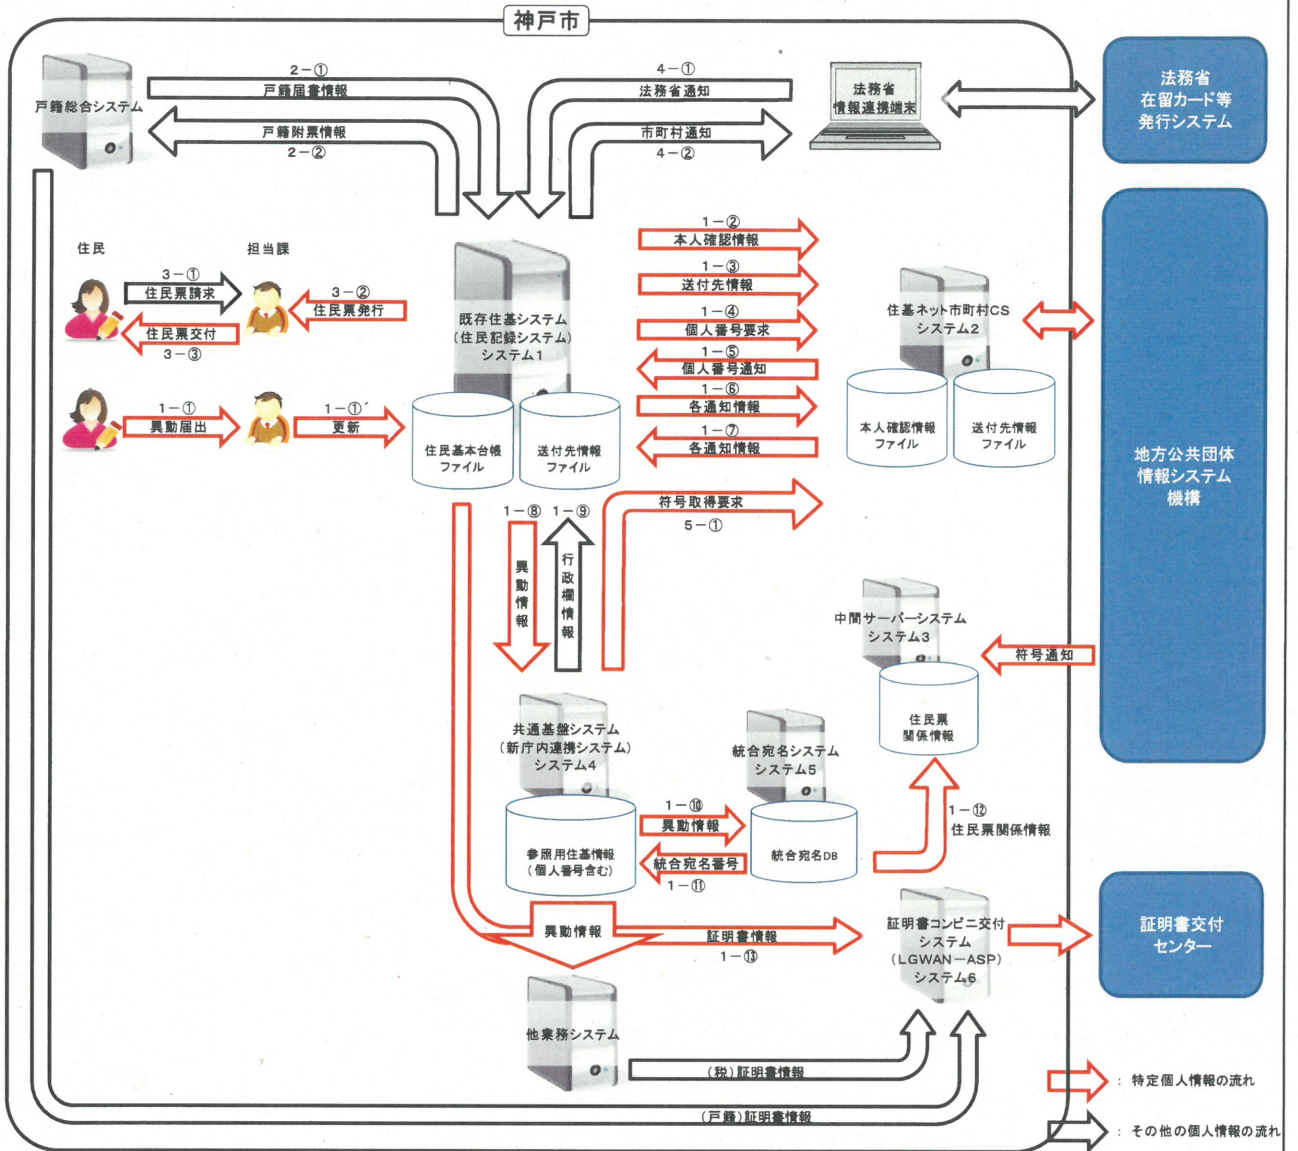 神戸市
戸籍総合システム
2－①
戸籍届書情報
戸籍附票情報
2－②
4－①
法務省通知
市町村通知
4－②
法務省
情報連携端末
法務省
在留カード等
発行システム
住民
担当課
3－①
住民票請求
3－②
住民票発行
住民票交付
3－③
1－①
異動届出
1－①´
更新
既存住基システム
(住民記録システム)
システム1
住民基本台帳
ファイル
送付先情報
ファイル
1－②
本人確認情報
1－③
送付先情報
1－④
個人番号要求
1－⑤
個人番号通知
1－⑥
各通知情報
1－⑦
各通知情報
住基ネット市町村CS
システム2
本人確認情報
ファイル
送付先情報
ファイル
地方公共団体
情報システム
機構
符号取得要求
5－①
1－⑧
異動情報
1－⑨
行政欄情報
中間サーバーシステム
システム3
符号通知
住民票
関係情報
共通基盤システム
(新庁内連携システム)
システム4
参照用住基情報
(個人番号含む)
1－⑩
異動情報
統合宛名番号
1－⑪
統合宛名システム
システム5
統合宛名DB
1－⑫
住民票関係情報
異動情報
証明書情報
1－⑬
証明書コンビニ交付
システム
(LGWAN－ASP)
システム6
証明書交付
センター
他業務システム
(税)証明書情報
(戸籍)証明書情報
： 特定個人情報の流れ
： その他の個人情報の流れ